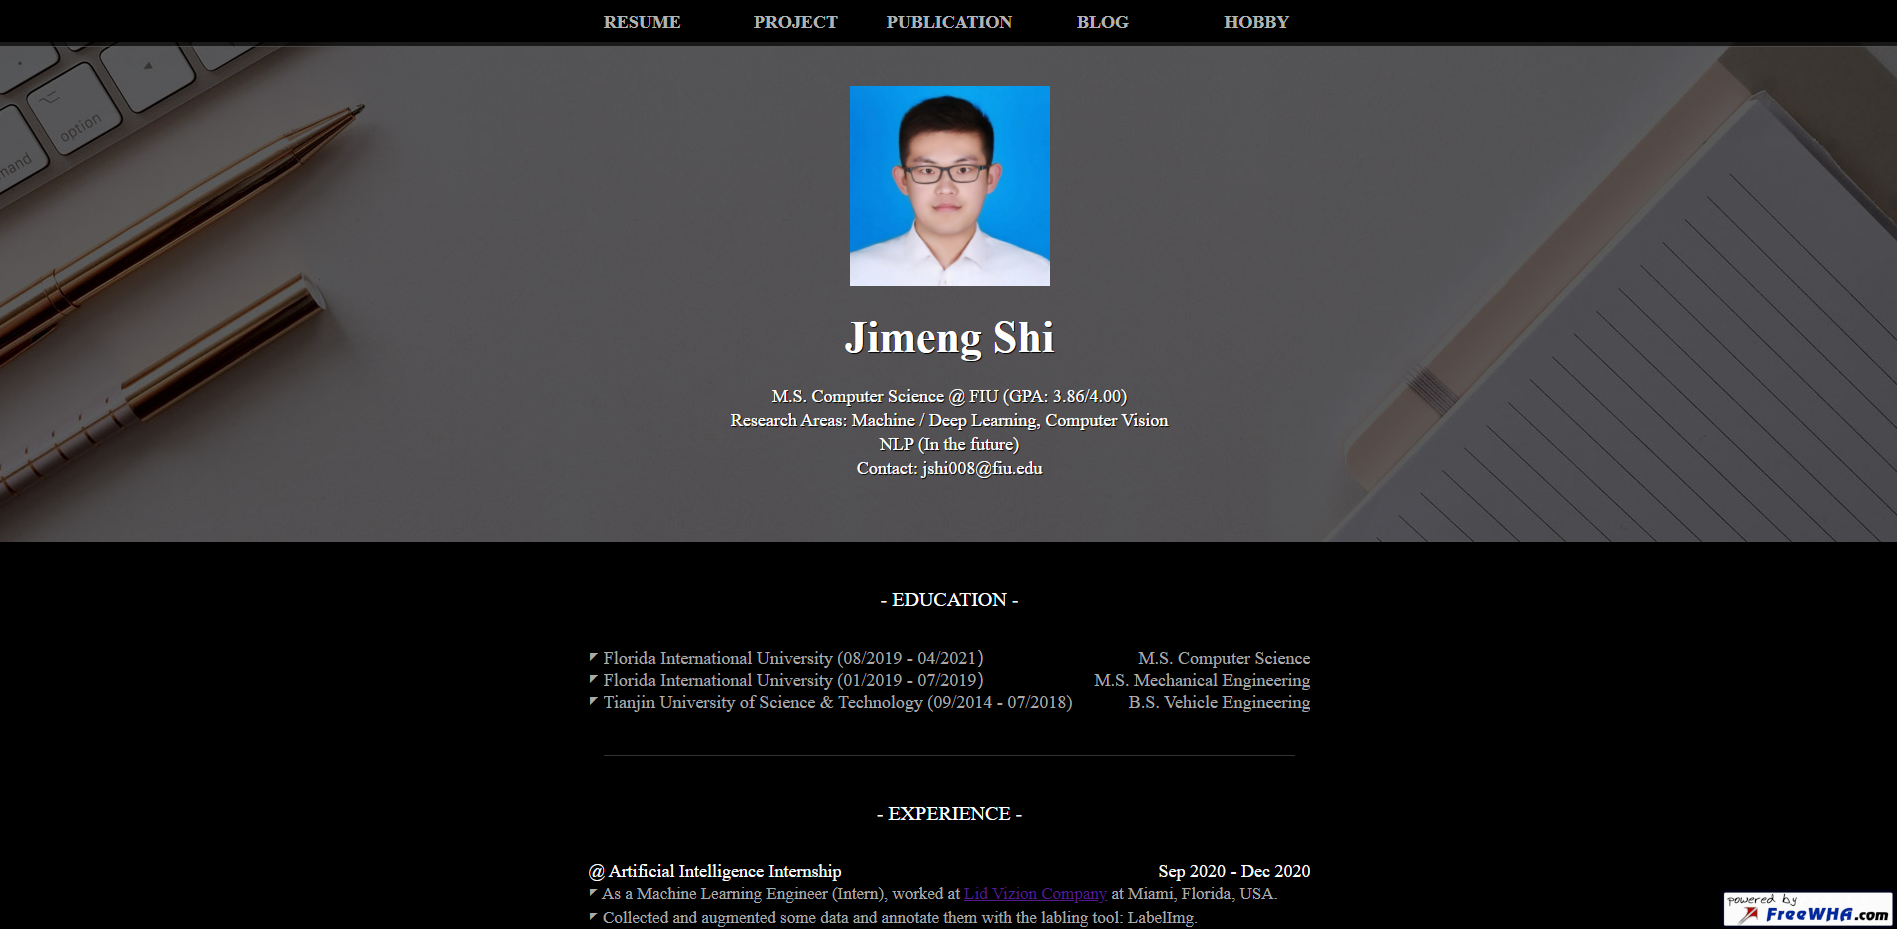 RESUME PROJECT PUBLICATION BLOG HOBBY
option
mand
Jimeng Shi
M.S. Computer Science @ FIU (GPA: 3.86/4.00)
Research Areas: Machine / Deep Learning, Computer Vision
NLP (In the future)
Contact: jshi008@fiu.edu
- EDUCATION -
Florida International University (08/2019 - 04/2021) M.S. Computer Science
Florida International University (01/2019 - 07/2019) M.S. Mechanical Engineering
Tianjin University of Science & Technology (09/2014 - 07/2018) B.S. Vehicle Engineering
- EXPERIENCE -
@ Artificial Intelligence Internship Sep 2020 - Dec 2020
As a Machine Learning Engineer (Intern), worked at Lid Vizion Company at Miami, Florida, USA.
Collected and augmented some data and annotate them with the labling tool: LabelImg.
powered by
FreeWHA.com